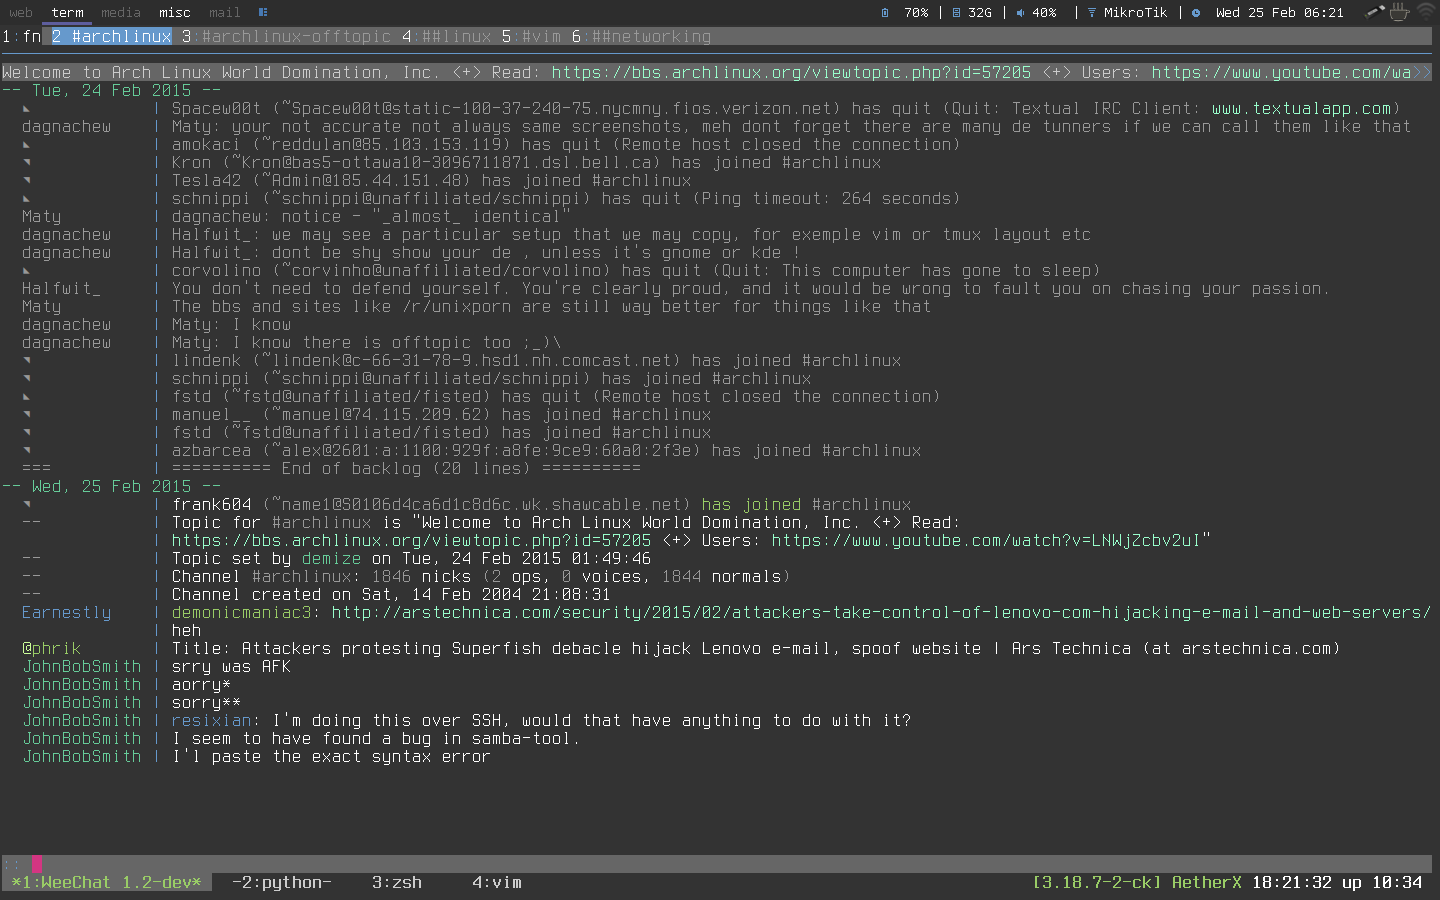 web term media misc mail 70% | 32G | 40% | MikroTik | Wed 25 Feb 06:21
1:fn 2 #archlinux 3:#archlinux-offtopic 4:##linux 5:#vim 6:##networking
Welcome to Arch Linux World Domination, Inc. <+> Read: https://bbs.archlinux.org/viewtopic.php?id=57205 <+> Users: https://www.youtube.com/wa>>
-- Tue, 24 Feb 2015 --
| Spacew00t (~Spacew00t@static-100-37-240-75.nycmny.fios.verizon.net) has quit (Quit: Textual IRC Client: www.textualapp.com)
dagnachew | Maty: your not accurate not always same screenshots, meh dont forget there are many de tunners if we can call them like that
| amokaci (~reddulan@85.103.153.119) has quit (Remote host closed the connection)
| Kron (~Kron@bas5-ottawa10-3096711871.dsl.bell.ca) has joined #archlinux
| Tesla42 (~Admin@185.44.151.48) has joined #archlinux
| schnippi (~schnippi@unaffiliated/schnippi) has quit (Ping timeout: 264 seconds)
Maty | dagnachew: notice - "_almost_ identical"
dagnachew | Halfwit_: we may see a particular setup that we may copy, for exemple vim or tmux layout etc
dagnachew | Halfwit_: dont be shy show your de , unless it's gnome or kde !
| corvolino (~corvinho@unaffiliated/corvolino) has quit (Quit: This computer has gone to sleep)
Halfwit_ | You don't need to defend yourself. You're clearly proud, and it would be wrong to fault you on chasing your passion.
Maty | The bbs and sites like /r/unixporn are still way better for things like that
dagnachew | Maty: I know
dagnachew | Maty: I know there is offtopic too ;_)\
| lindenk (~lindenk@c-66-31-78-9.hsd1.nh.comcast.net) has joined #archlinux
| schnippi (~schnippi@unaffiliated/schnippi) has joined #archlinux
| fstd (~fstd@unaffiliated/fisted) has quit (Remote host closed the connection)
| manuel__ (~manuel@74.115.209.62) has joined #archlinux
| fstd (~fstd@unaffiliated/fisted) has joined #archlinux
| azbarcea (~alex@2601:a:1100:929f:a8fe:9ce9:60a0:2f3e) has joined #archlinux
=== | ========== End of backlog (20 lines) ==========
-- Wed, 25 Feb 2015 --
| frank604 (~name1@S0106d4ca6d1c8d6c.wk.shawcable.net) has joined #archlinux
-- | Topic for #archlinux is "Welcome to Arch Linux World Domination, Inc. <+> Read:
| https://bbs.archlinux.org/viewtopic.php?id=57205 <+> Users: https://www.youtube.com/watch?v=LNWjZcbv2uI"
-- | Topic set by demize on Tue, 24 Feb 2015 01:49:46
-- | Channel #archlinux: 1846 nicks (2 ops, 0 voices, 1844 normals)
-- | Channel created on Sat, 14 Feb 2004 21:08:31
Earnestly | demonicmaniac3: http://arstechnica.com/security/2015/02/attackers-take-control-of-lenovo-com-hijacking-e-mail-and-web-servers/
| heh
@phrik | Title: Attackers protesting Superfish debacle hijack Lenovo e-mail, spoof website | Ars Technica (at arstechnica.com)
JohnBobSmith | srry was AFK
JohnBobSmith | aorry*
JohnBobSmith | sorry**
JohnBobSmith | resixian: I'm doing this over SSH, would that have anything to do with it?
JohnBobSmith | I seem to have found a bug in samba-tool.
JohnBobSmith | I'l paste the exact syntax error
::
*1:WeeChat 1.2-dev* -2:python- 3:zsh 4:vim [3.18.7-2-ck] AetherX 18:21:32 up 10:34